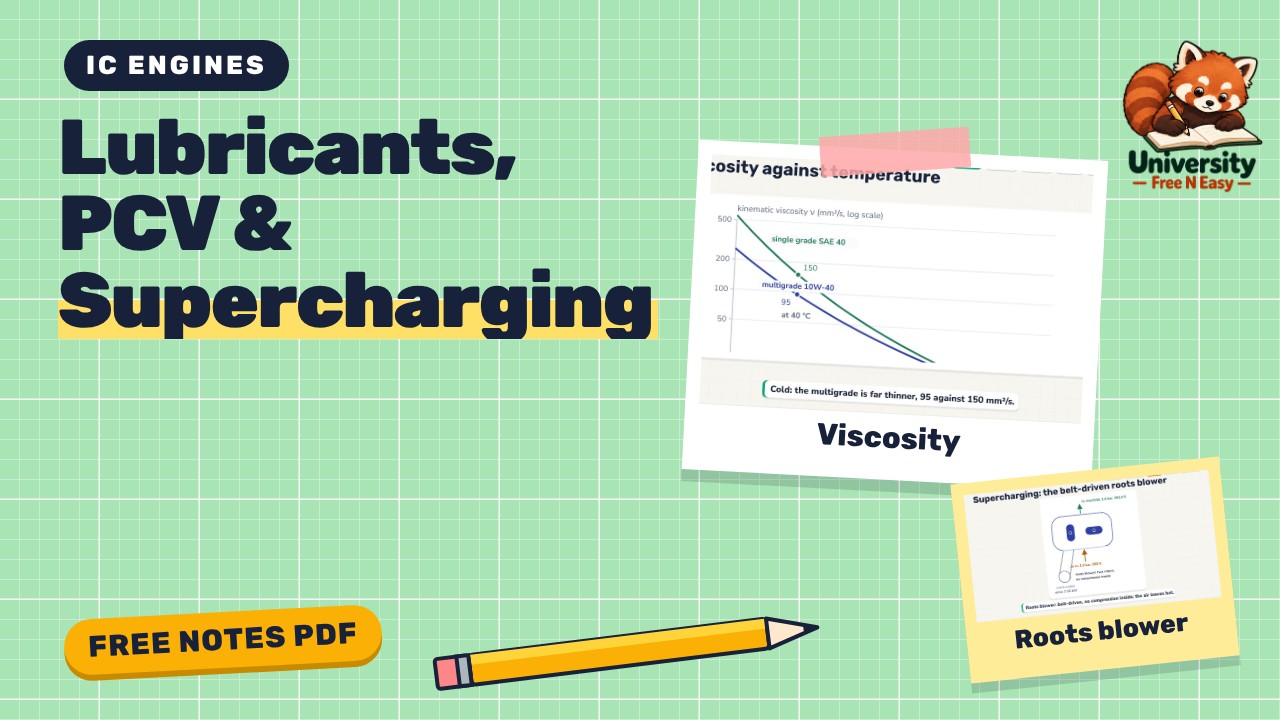 IC ENGINES
Lubricants,
PCV &
Supercharging
University
Free N Easy
cosity against temperature
kinematic viscosity ν (mm²/s, log scale)
500
single grade SAE 40
200
150
multigrade 10W-40
100
95
at 40 °C
50
Cold: the multigrade is far thinner, 95 against 150 mm²/s.
Viscosity
Supercharging: the belt-driven roots blower
Roots blower: belt-driven, no compression inside: the air leaves hot.
Roots blower
FREE NOTES PDF